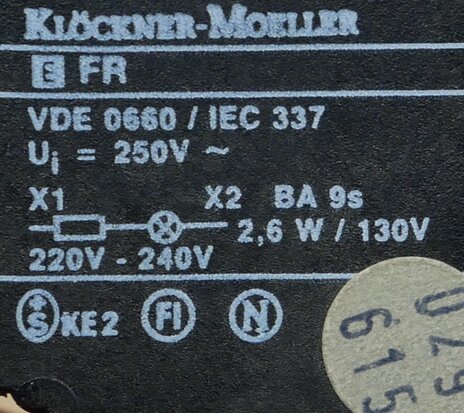 KLÖCKNER-MOELLER
E FR
VDE 0660 / IEC 337
Ui = 250V ~
X1 X2 BA 9s
2,6 W / 130V
220V - 240V
S KE2 FI N
029
615